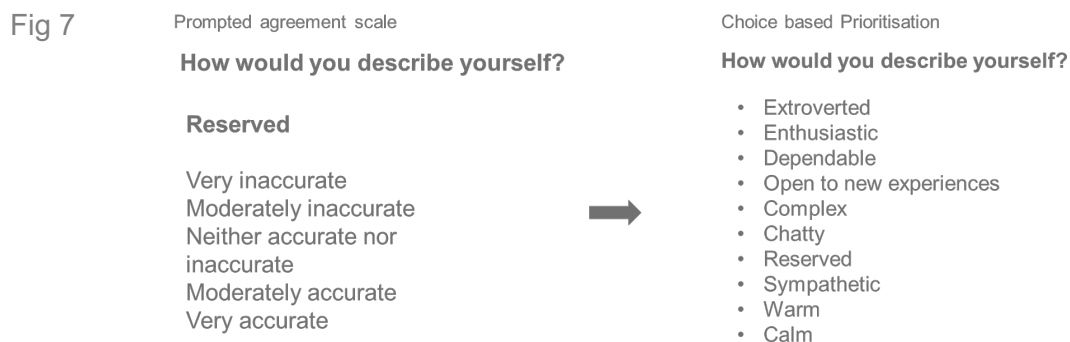 Fig 7
Prompted agreement scale
How would you describe yourself?
Reserved
Very inaccurate
Moderately inaccurate
Neither accurate nor
inaccurate
Moderately accurate
Very accurate
Choice based Prioritisation
How would you describe yourself?
• Extroverted
• Enthusiastic
• Dependable
• Open to new experiences
• Complex
• Chatty
• Reserved
• Sympathetic
• Warm
• Calm